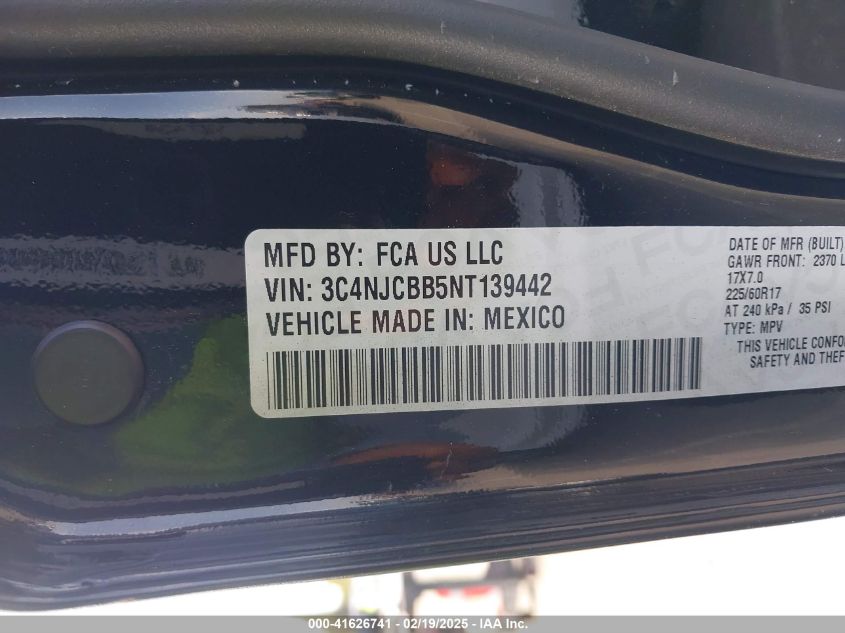 MFD BY: FCA US LLC
VIN: 3C4NJCBB5NT139442
VEHICLE MADE IN: MEXICO
DATE OF MFR (BUILT)
GAWR FRONT: 2370 L
17X7.0
225/60R17
AT 240 kPa / 35 PSI
TYPE: MPV
THIS VEHICLE CONFO
SAFETY AND THEF
000-41626741 - 02/19/2025 - IAA Inc.